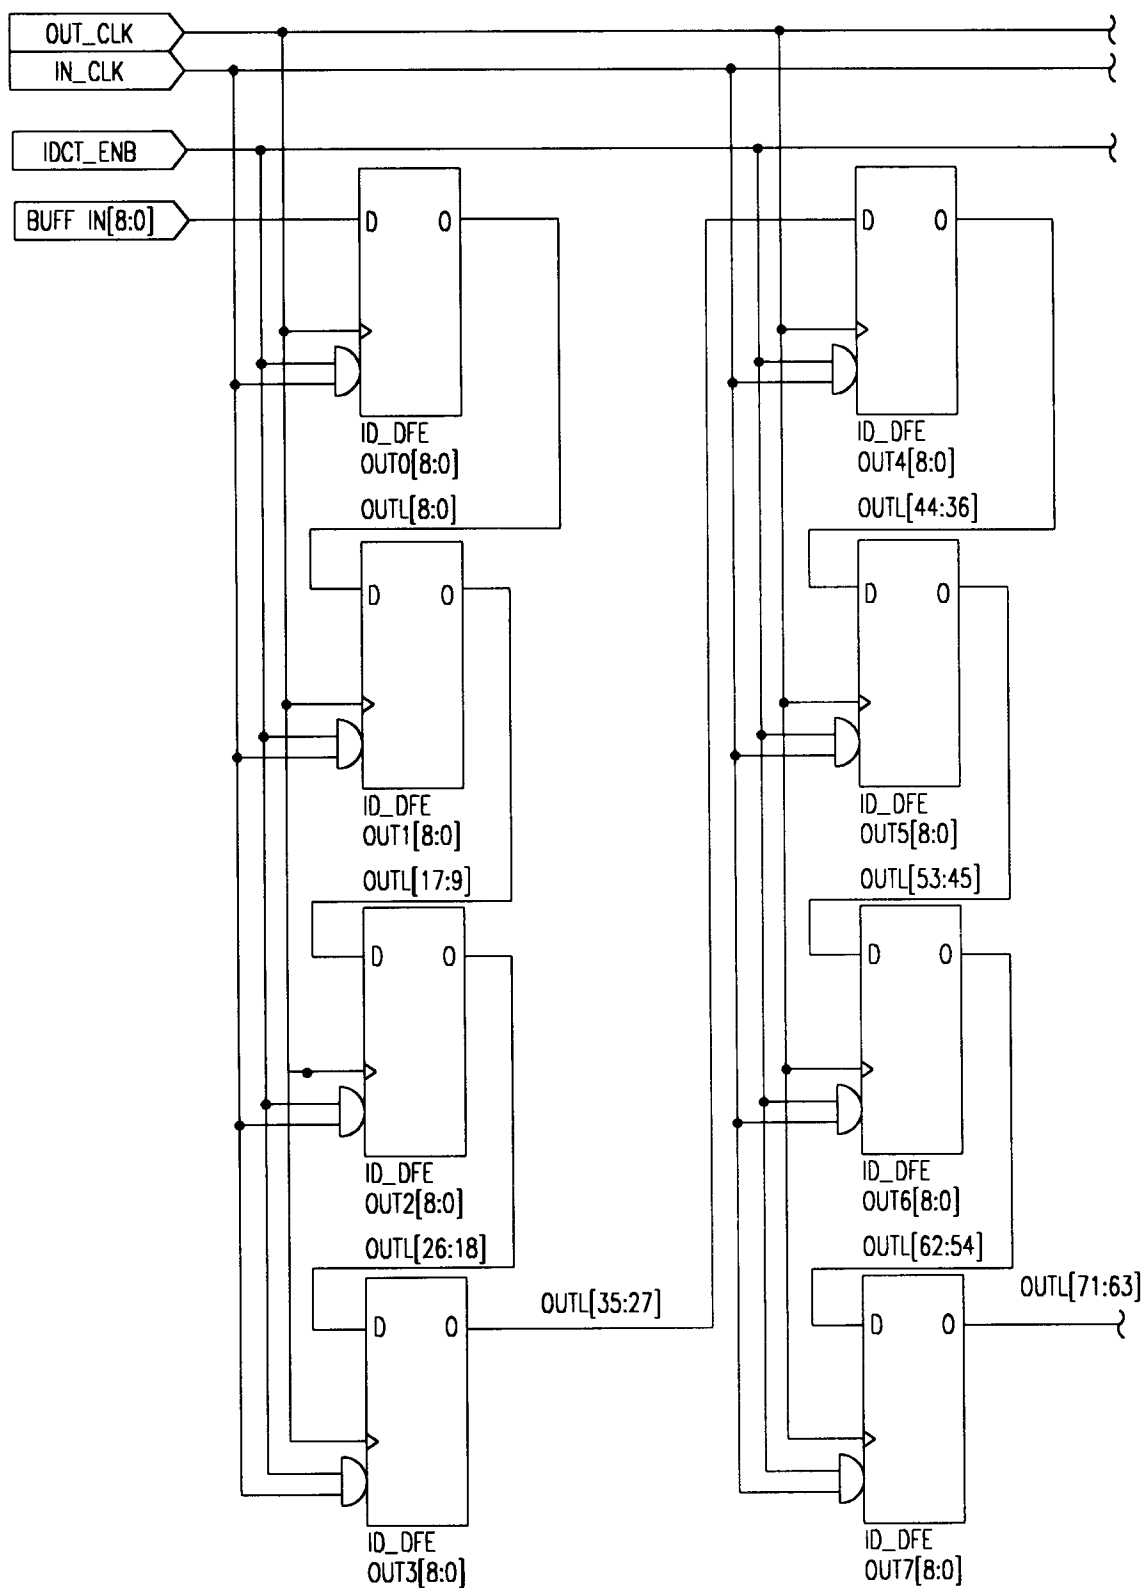 OUT_CLK
IN_CLK
IDCT_ENB
BUFF IN[8:0]
D O
ID_DFE
OUT0[8:0]
OUTL[8:0]
D O
ID_DFE
OUT1[8:0]
OUTL[17:9]
D O
ID_DFE
OUT2[8:0]
OUTL[26:18]
D O
ID_DFE
OUT3[8:0]
OUTL[35:27]
D O
ID_DFE
OUT4[8:0]
OUTL[44:36]
D O
ID_DFE
OUT5[8:0]
OUTL[53:45]
D O
ID_DFE
OUT6[8:0]
OUTL[62:54]
D O
ID_DFE
OUT7[8:0]
OUTL[71:63]